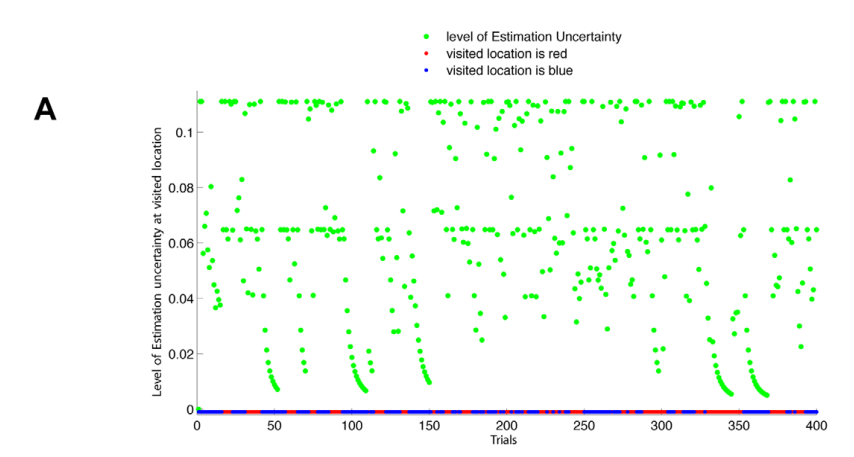 level of Estimation Uncertainty
visited location is red
visited location is blue
A
Level of Estimation uncertainty at visited location
0.1
0.08
0.06
0.04
0.02
0
0 50 100 150 200 250 300 350 400
Trials